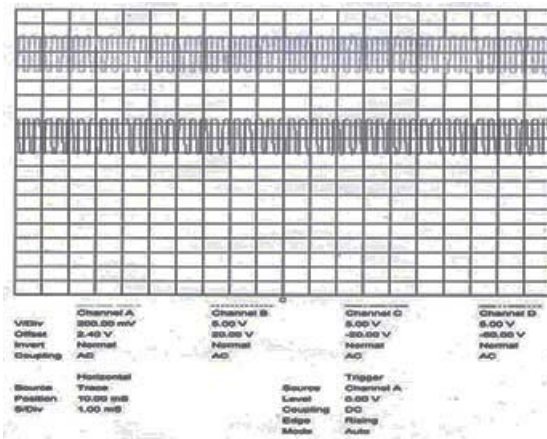 Channel A Channel B Channel C Channel D
V/Div 200.00 mV 5.00 V 5.00 V 5.00 V
Offset 2.40 V 20.00 V -20.00 V -60.00 V
Invert Normal Normal Normal Normal
Coupling AC AC AC AC
Horizontal Trigger
Source Trace Source Channel A
Position 10.00 mS Level 0.00 V
S/Div 1.00 mS Coupling DC
Edge Rising
Mode Auto